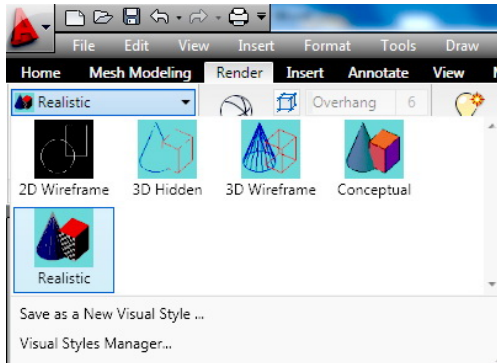 File Edit View Insert Format Tools Draw
Home Mesh Modeling Render Insert Annotate View
Realistic Overhang 6
2D Wireframe 3D Hidden 3D Wireframe Conceptual
Realistic
Save as a New Visual Style ...
Visual Styles Manager...